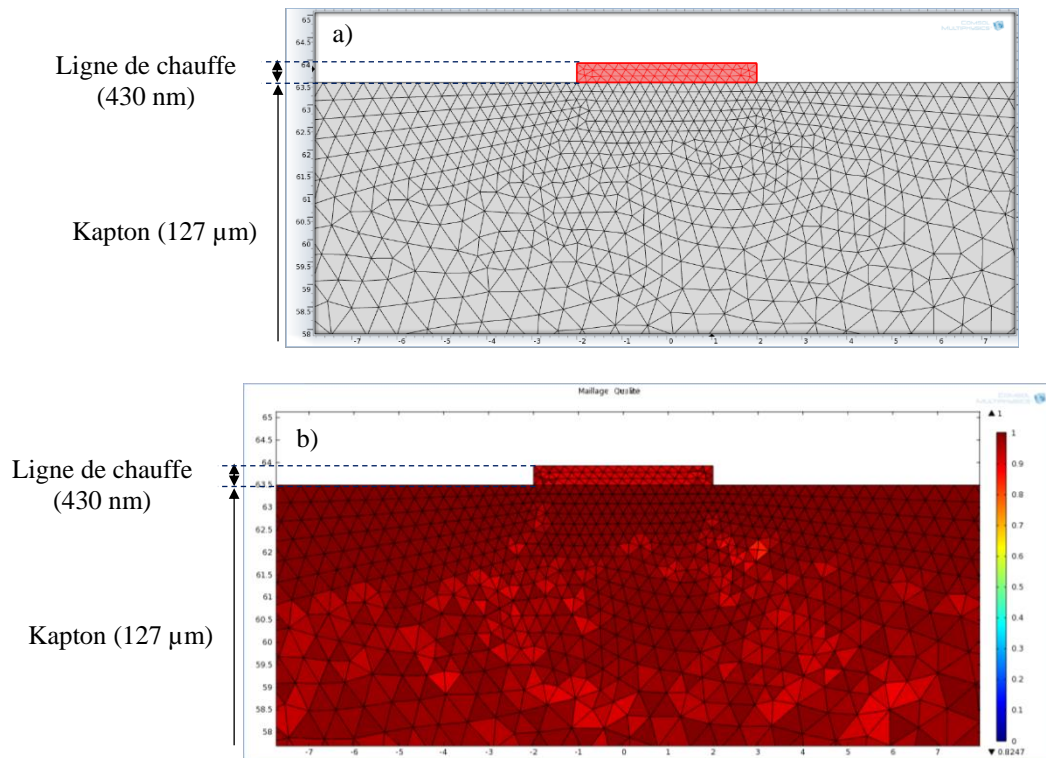 a)
COMSOL
MULTIPHYSICS
Ligne de chauffe
(430 nm)
Kapton (127 µm)
65
64.5
64
63.5
63
62.5
62
61.5
61
60.5
60
59.5
59
58.5
58
-7 -6 -5 -4 -3 -2 -1 0 1 2 3 4 5 6 7
Maillage Qualite
b)
COMSOL
MULTIPHYSICS
Ligne de chauffe
(430 nm)
Kapton (127 µm)
65
64.5
64
63.5
63
62.5
62
61.5
61
60.5
60
59.5
59
58.5
58
-7 -6 -5 -4 -3 -2 -1 0 1 2 3 4 5 6 7
▲ 1
1
0.9
0.8
0.7
0.6
0.5
0.4
0.3
0.2
0.1
0
▼ 0.8247